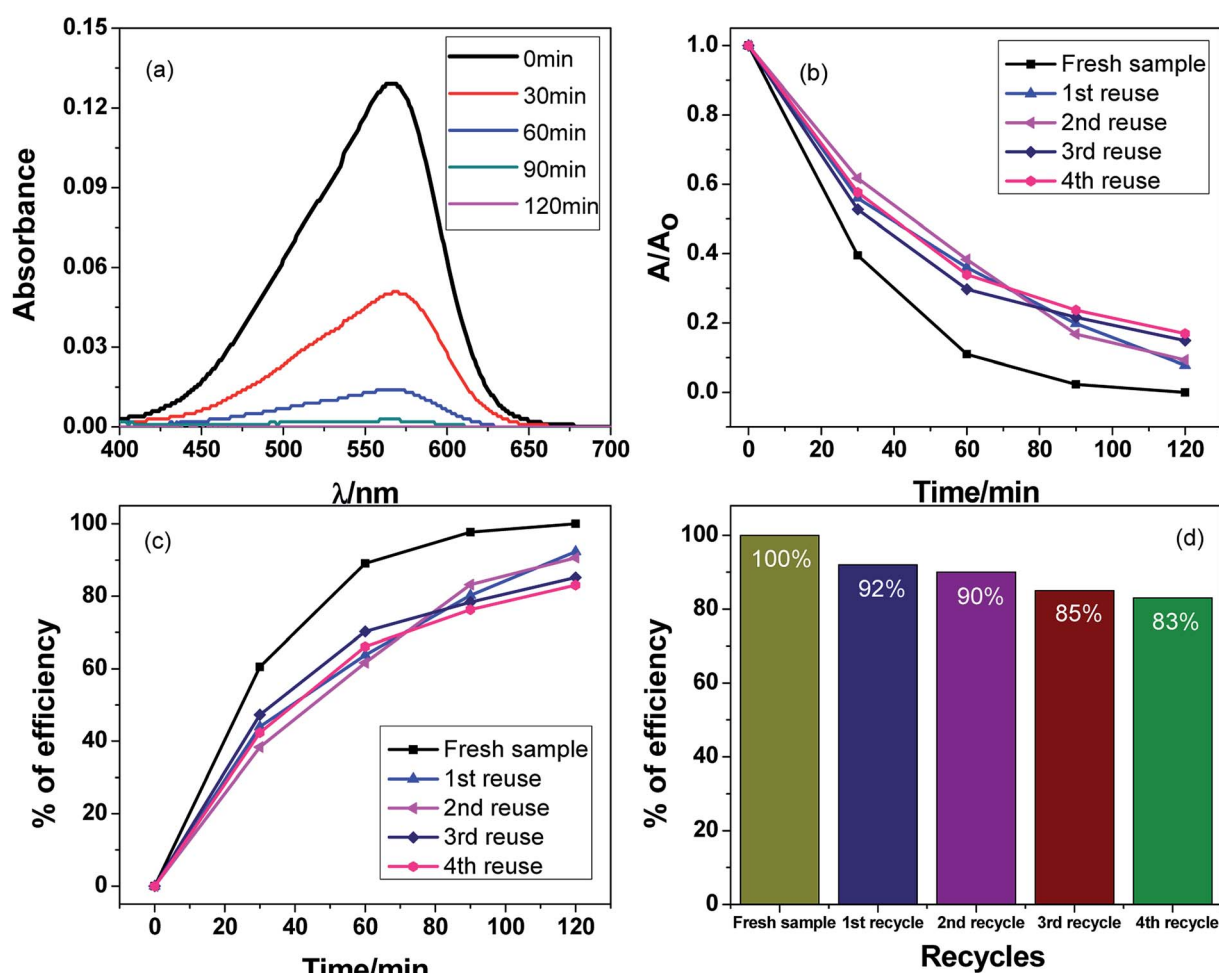 (a)
0min
30min
60min
90min
120min
0.15
0.12
0.09
0.06
0.03
0.00
Absorbance
400 450 500 550 600 650 700
λ/nm
(b)
Fresh sample
1st reuse
2nd reuse
3rd reuse
4th reuse
1.0
0.8
0.6
0.4
0.2
0.0
A/Ao
0 20 40 60 80 100 120
Time/min
(c)
100
80
60
40
20
0
% of efficiency
Fresh sample
1st reuse
2nd reuse
3rd reuse
4th reuse
0 20 40 60 80 100 120
Time/min
(d)
100
80
60
40
20
0
% of efficiency
100% 92% 90% 85% 83%
Fresh sample 1st recycle 2nd recycle 3rd recycle 4th recycle
Recycles